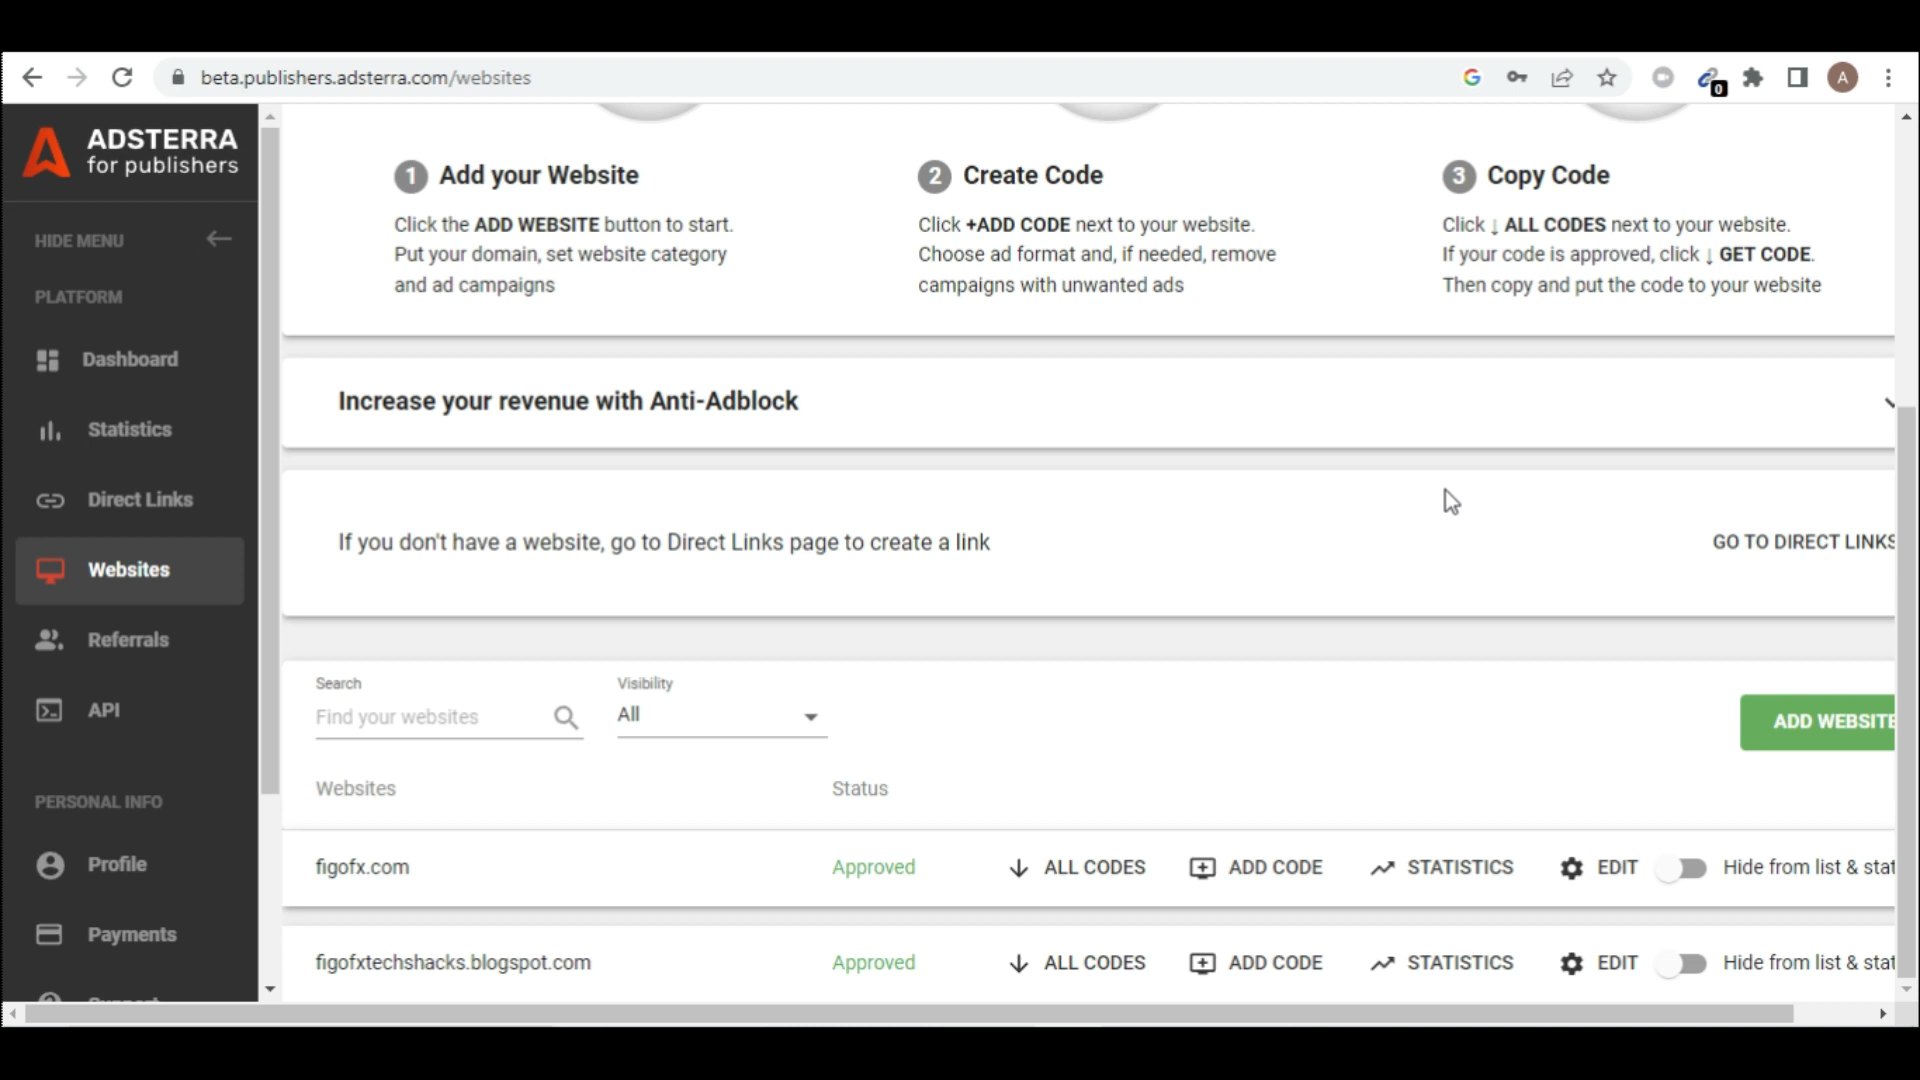 beta.publishers.adsterra.com/websites
0
A
ADSTERRA
for publishers
HIDE MENU
PLATFORM
Dashboard
Statistics
Direct Links
Websites
Referrals
API
PERSONAL INFO
Profile
Payments
Support
1 Add your Website
Click the ADD WEBSITE button to start.
Put your domain, set website category
and ad campaigns
2 Create Code
Click +ADD CODE next to your website.
Choose ad format and, if needed, remove
campaigns with unwanted ads
3 Copy Code
Click ↓ ALL CODES next to your website.
If your code is approved, click ↓ GET CODE.
Then copy and put the code to your website
Increase your revenue with Anti-Adblock
If you don't have a website, go to Direct Links page to create a link
GO TO DIRECT LINKS
Search
Find your websites
Visibility
All
ADD WEBSITE
Websites Status
figofx.com Approved ALL CODES ADD CODE STATISTICS EDIT Hide from list & stat
figofxtechshacks.blogspot.com Approved ALL CODES ADD CODE STATISTICS EDIT Hide from list & stat